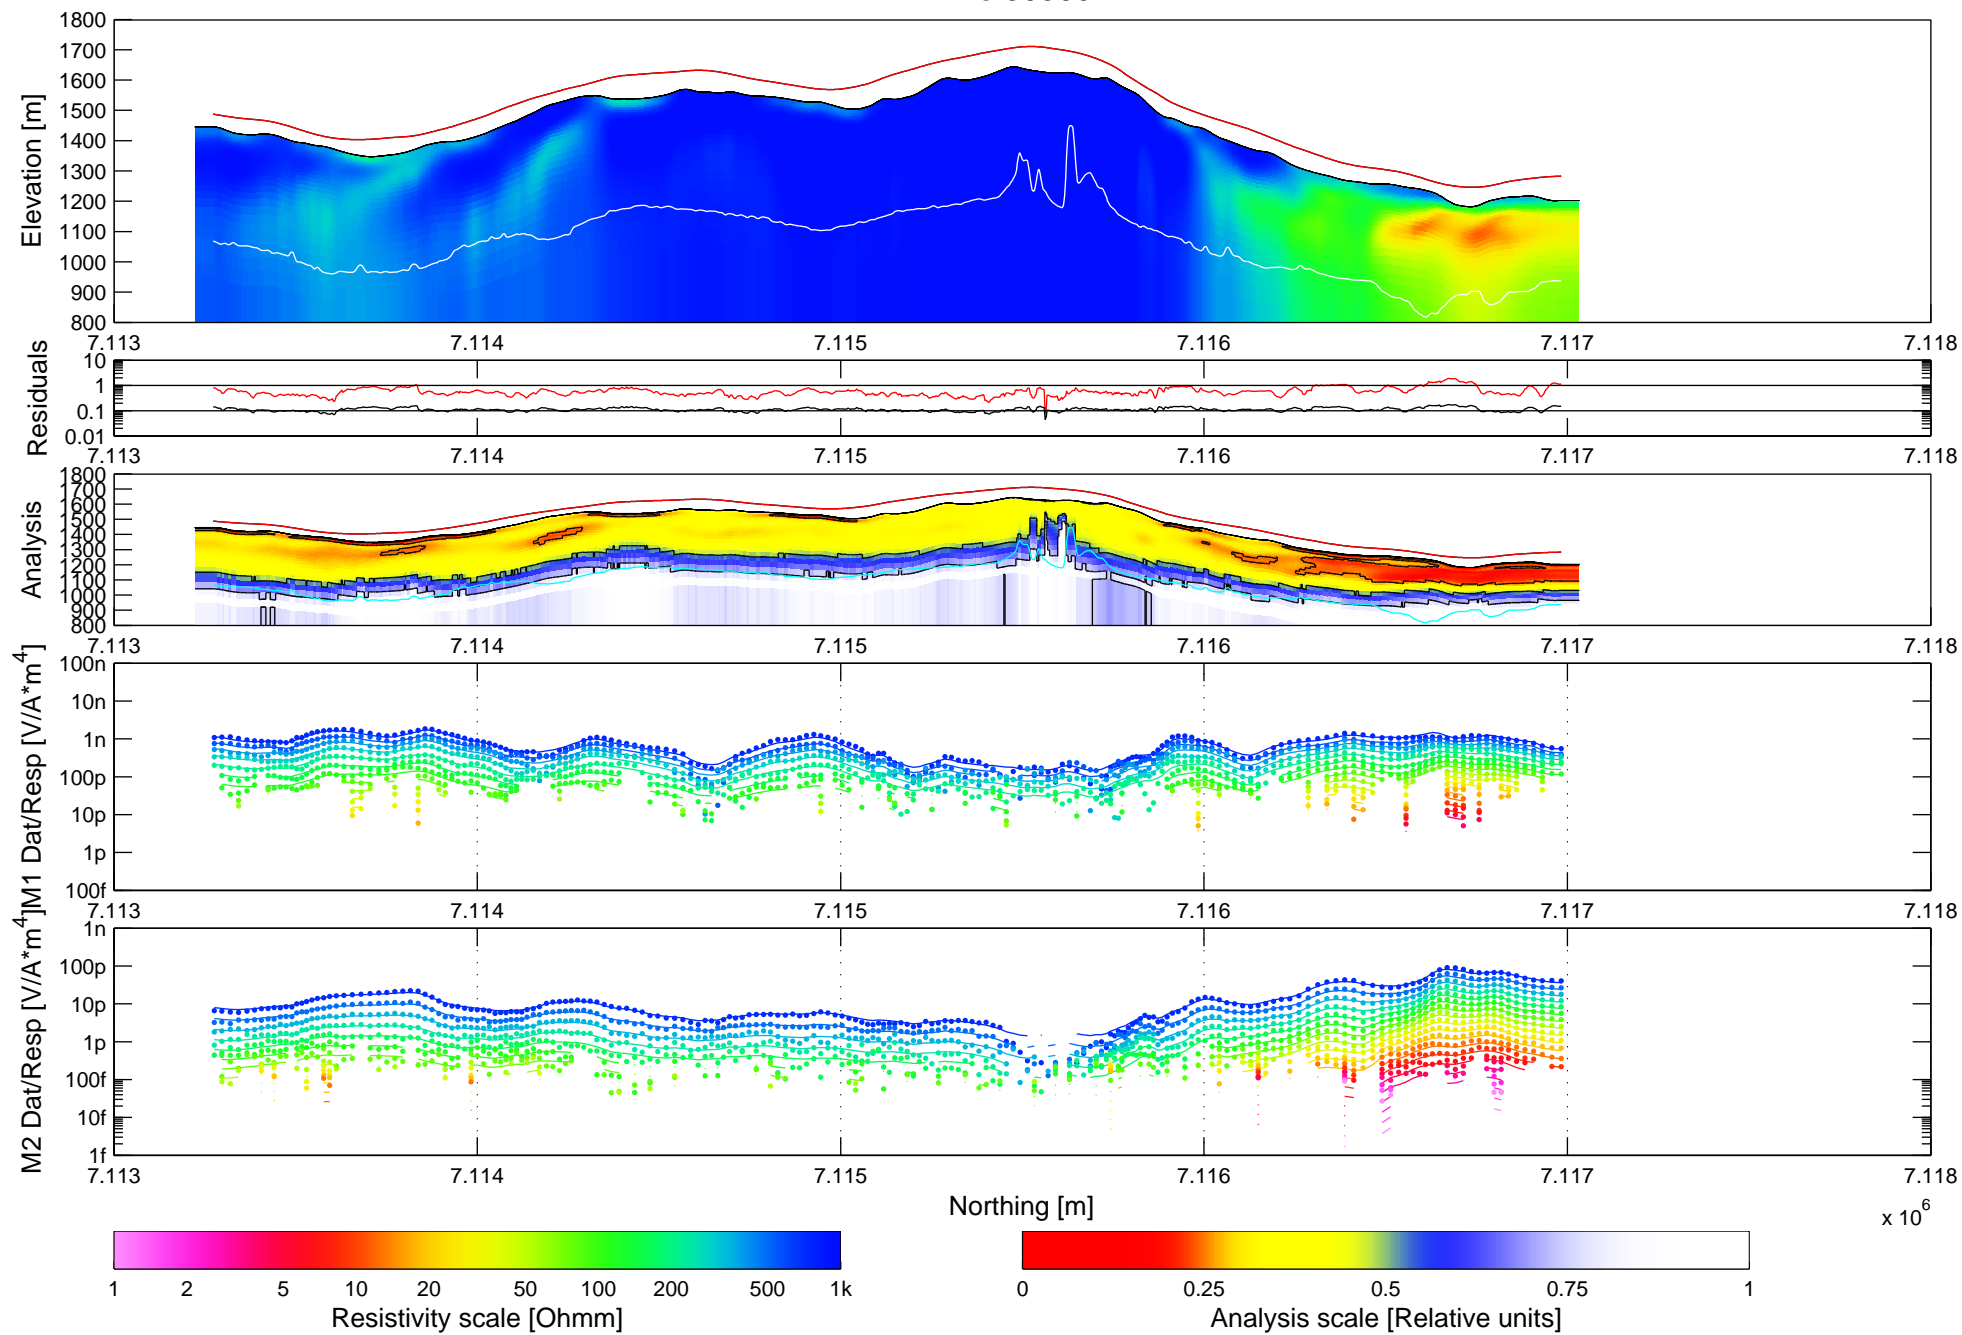 1800
1700
1600
1500
1400
1300
1200
1100
1000
900
800
Elevation [m]
7.113 7.114 7.115 7.116 7.117 7.118
10
1
0.1
0.01
Residuals
7.113 7.114 7.115 7.116 7.117 7.118
1800
1700
1600
1500
1400
1300
1200
1100
1000
900
800
Analysis
7.113 7.114 7.115 7.116 7.117 7.118
100n
10n
1n
100p
10p
1p
100f
M1 Dat/Resp [V/A*m^4]
7.113 7.114 7.115 7.116 7.117 7.118
1n
100p
10p
1p
100f
10f
1f
M2 Dat/Resp [V/A*m^4]
7.113 7.114 7.115 7.116 7.117 7.118
Northing [m]
x 10^6
1 2 5 10 20 50 100 200 500 1k
Resistivity scale [Ohmm]
0 0.25 0.5 0.75 1
Analysis scale [Relative units]